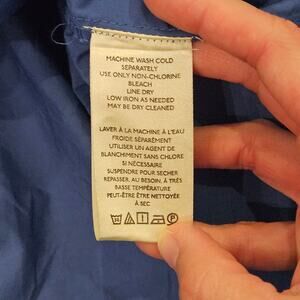 MACHINE WASH COLD
SEPARATELY
USE ONLY NON-CHLORINE
BLEACH
LINE DRY
LOW IRON AS NEEDED
MAY BE DRY CLEANED
LAVER À LA MACHINE À L'EAU
FROIDE SÉPARÉMENT
UTILISER UN AGENT DE
BLANCHIMENT SANS CHLORE
SI NÉCESSAIRE
SUSPENDRE POUR SECHER
REPASSER, AU BESOIN, À TRÈS
BASSE TEMPÉRATURE
PEUT-ÊTRE ÊTRE NETTOYÉE
À SEC